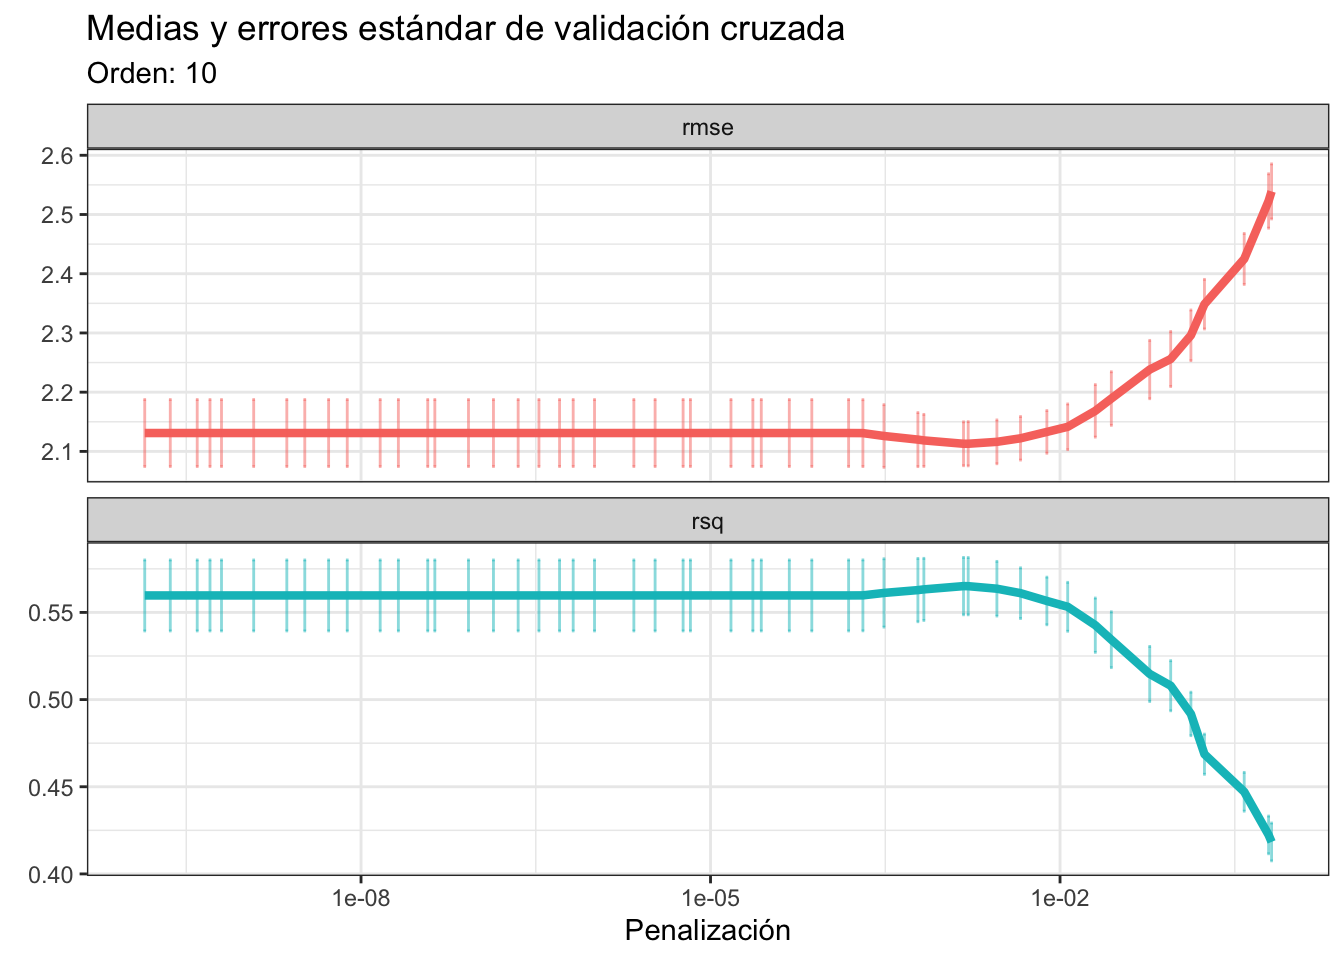 Medias y errores estándar de validación cruzada
Orden: 10
rmse
2.6
2.5
2.4
2.3
2.2
2.1
rsq
0.55
0.50
0.45
0.40
1e-08 1e-05 1e-02
Penalización